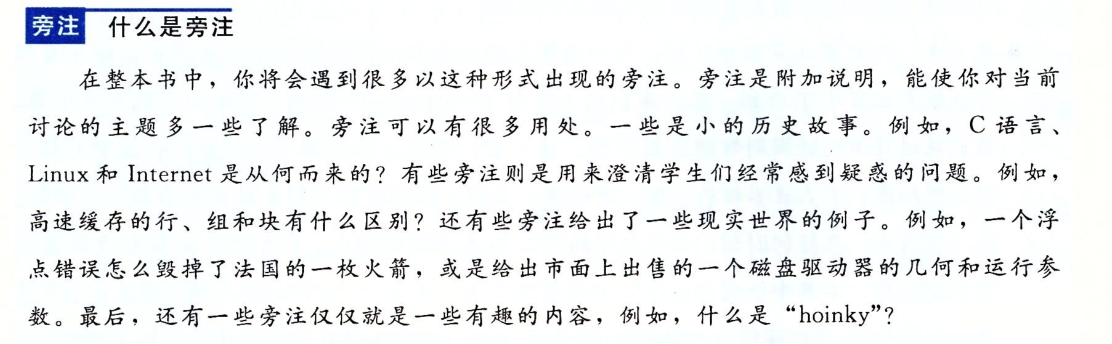 旁注 什么是旁注
在整本书中，你将会遇到很多以这种形式出现的旁注。旁注是附加说明，能使你对当前
讨论的主题多一些了解。旁注可以有很多用处。一些是小的历史故事。例如，C 语言、
Linux 和 Internet 是从何而来的？有些旁注则是用来澄清学生们经常感到疑惑的问题。例如，
高速缓存的行、组和块有什么区别？还有些旁注给出了一些现实世界的例子。例如，一个浮
点错误怎么毁掉了法国的一枚火箭，或是给出市面上出售的一个磁盘驱动器的几何和运行参
数。最后，还有一些旁注仅仅就是一些有趣的内容，例如，什么是“hoinky”？